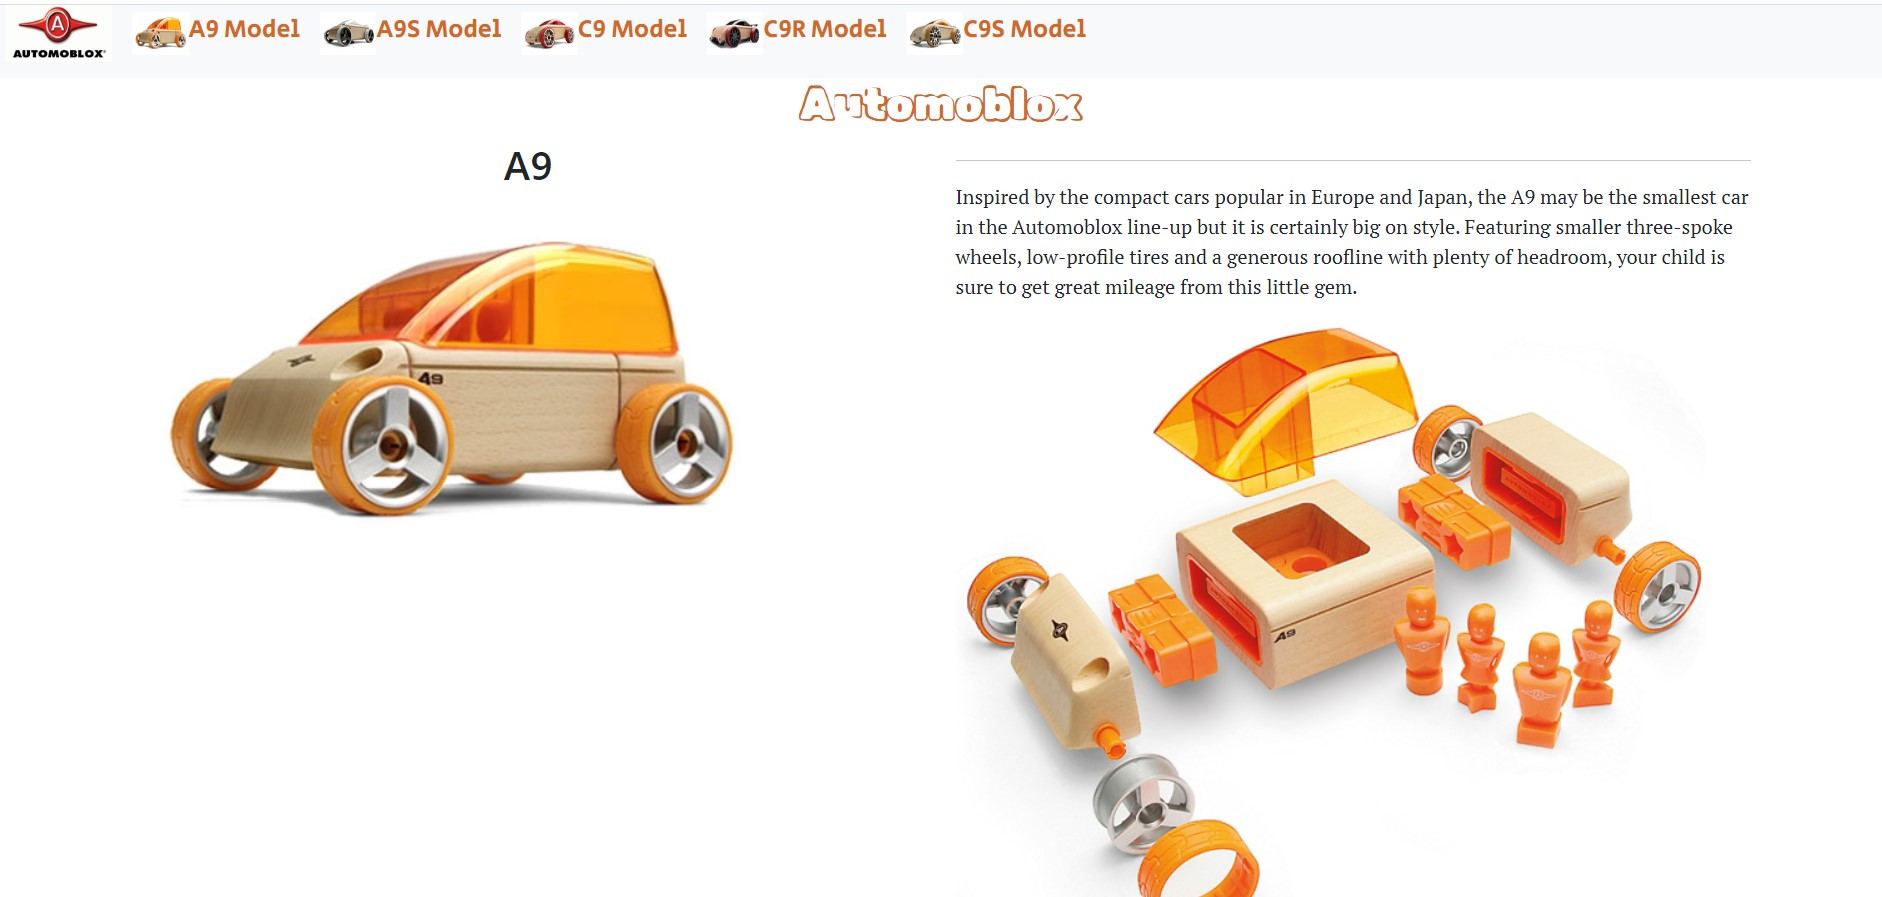 A
AUTOMOBLOX
A9 Model
A9S Model
C9 Model
C9R Model
C9S Model
Automoblox
A9
Inspired by the compact cars popular in Europe and Japan, the A9 may be the smallest car
in the Automoblox line-up but it is certainly big on style. Featuring smaller three-spoke
wheels, low-profile tires and a generous roofline with plenty of headroom, your child is
sure to get great mileage from this little gem.
A9
A9